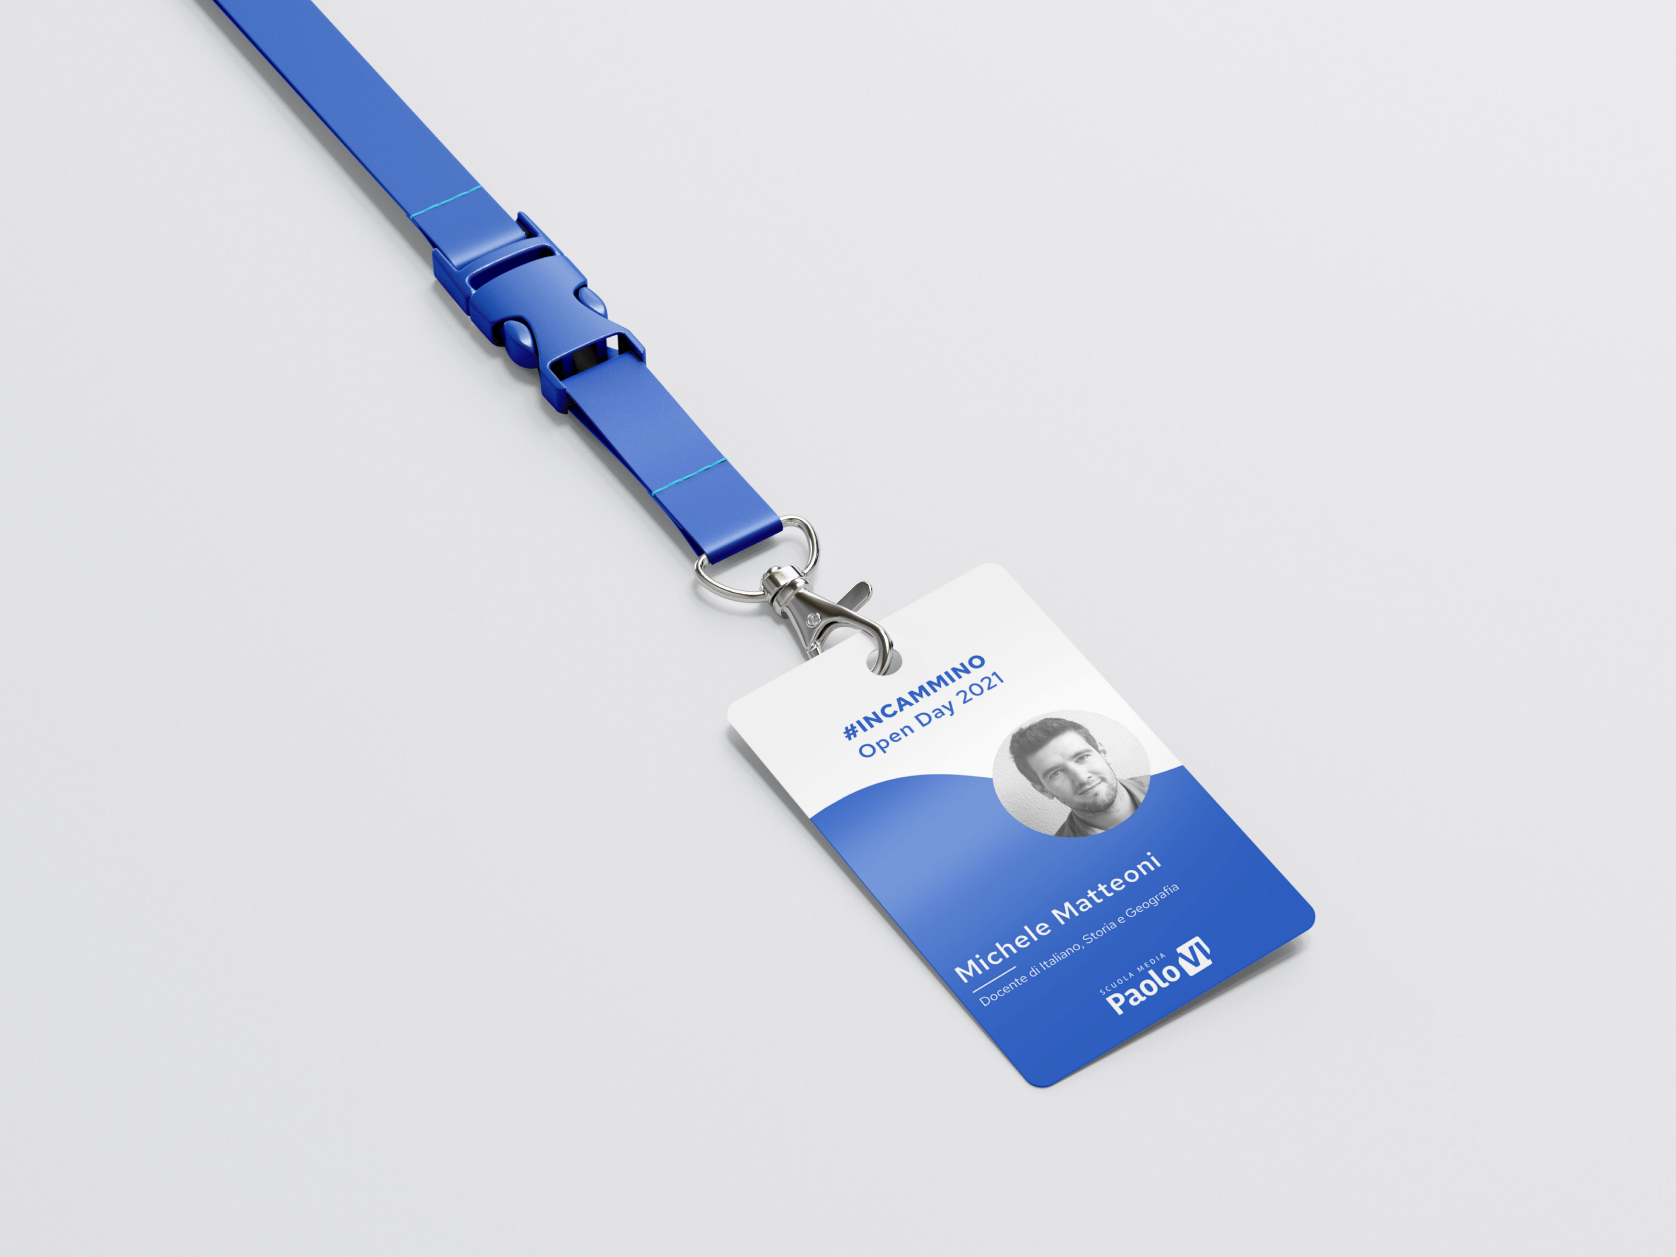 #INCAMMINO
Open Day 2021
Michele Matteoni
Docente di Italiano, Storia e Geografia
SCUOLA MEDIA
Paolo VI